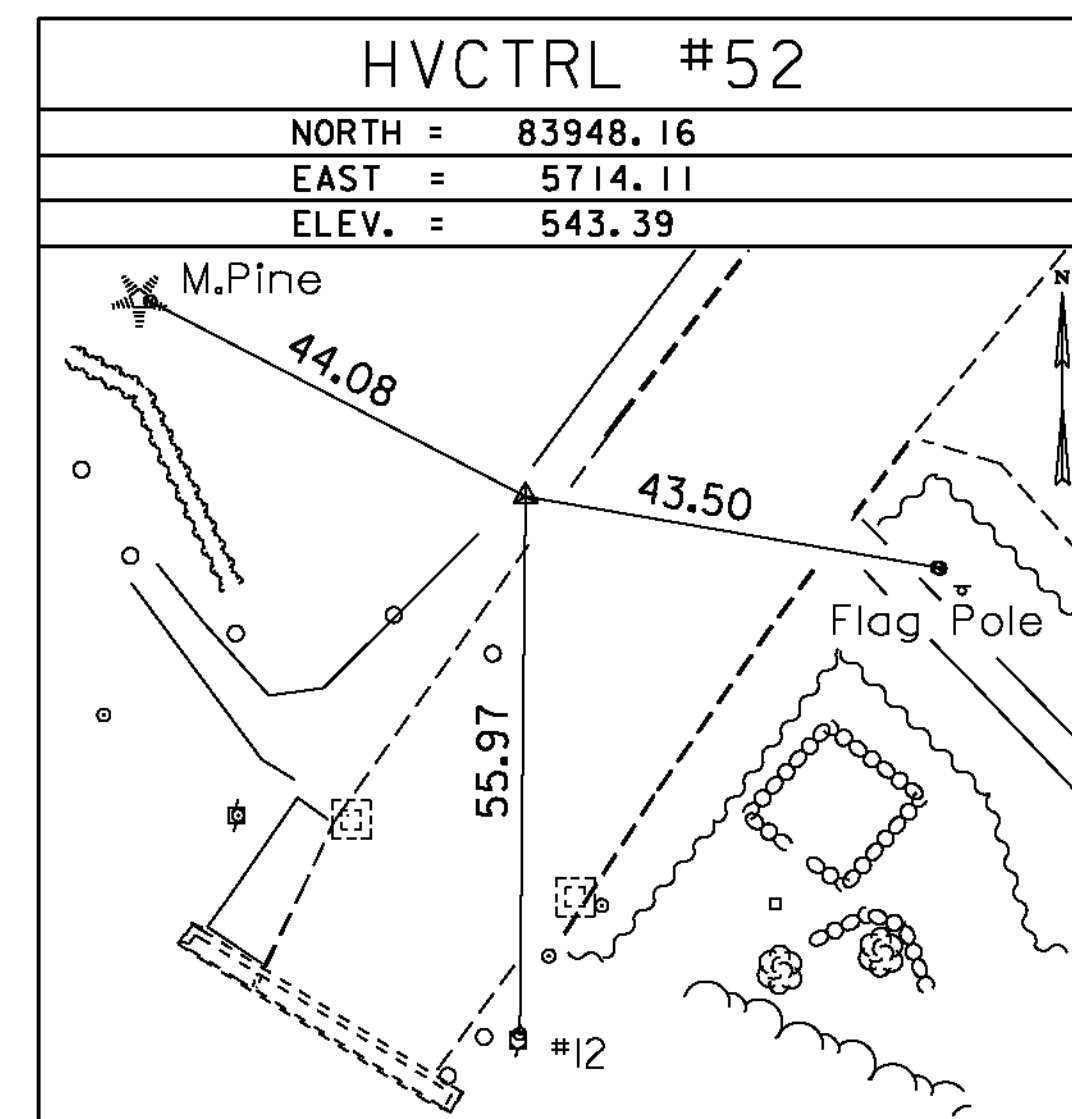 HVCTRL #52
NORTH = 83948.16
EAST = 5714.11
ELEV. = 543.39
M.Pine
N
44.08
43.50
Flag Pole
55.97
#12